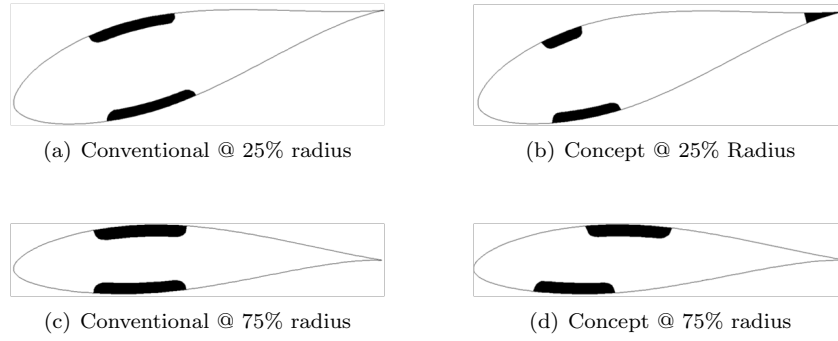 (a) Conventional @ 25% radius
(b) Concept @ 25% Radius
(c) Conventional @ 75% radius
(d) Concept @ 75% radius